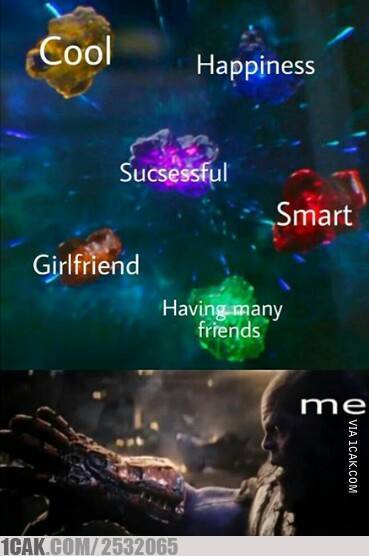 Cool
Happiness
Sucsessful
Smart
Girlfriend
Having many
friends
me
VIA 1CAK.COM
1CAK.COM/2532065